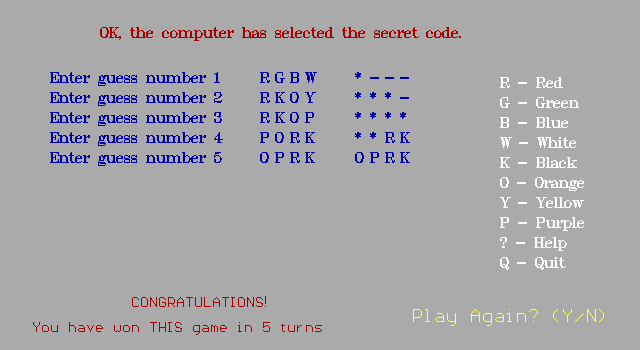 OK, the computer has selected the secret code.
Enter guess number 1 R G B W * - - -
Enter guess number 2 R K O Y * * * -
Enter guess number 3 R K O P * * * *
Enter guess number 4 P O R K * * R K
Enter guess number 5 O P R K O P R K
R - Red
G - Green
B - Blue
W - White
K - Black
O - Orange
Y - Yellow
P - Purple
? - Help
Q - Quit
CONGRATULATIONS!
You have won THIS game in 5 turns
Play Again? (Y/N)